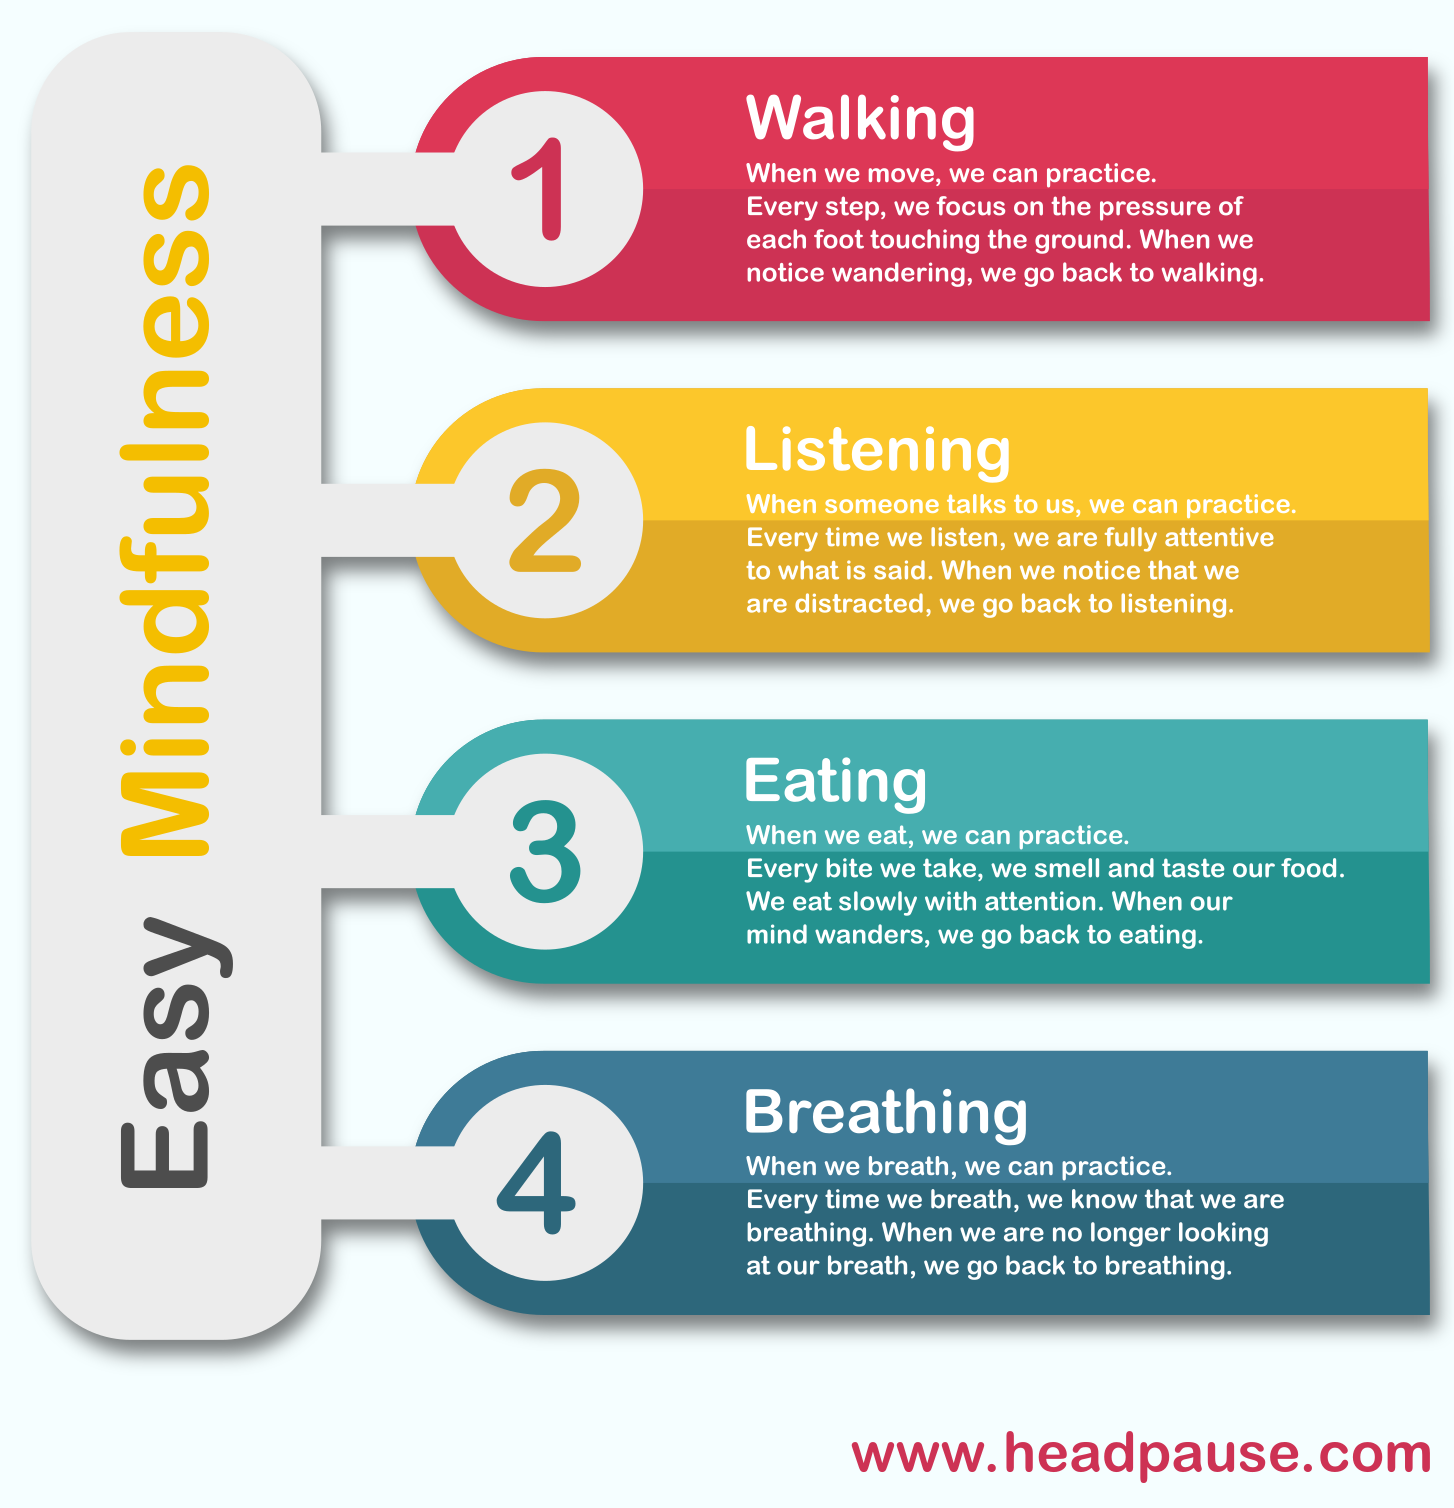 Easy Mindfulness
1
Walking
When we move, we can practice.
Every step, we focus on the pressure of
each foot touching the ground. When we
notice wandering, we go back to walking.
2
Listening
When someone talks to us, we can practice.
Every time we listen, we are fully attentive
to what is said. When we notice that we
are distracted, we go back to listening.
3
Eating
When we eat, we can practice.
Every bite we take, we smell and taste our food.
We eat slowly with attention. When our
mind wanders, we go back to eating.
4
Breathing
When we breath, we can practice.
Every time we breath, we know that we are
breathing. When we are no longer looking
at our breath, we go back to breathing.
www.headpause.com